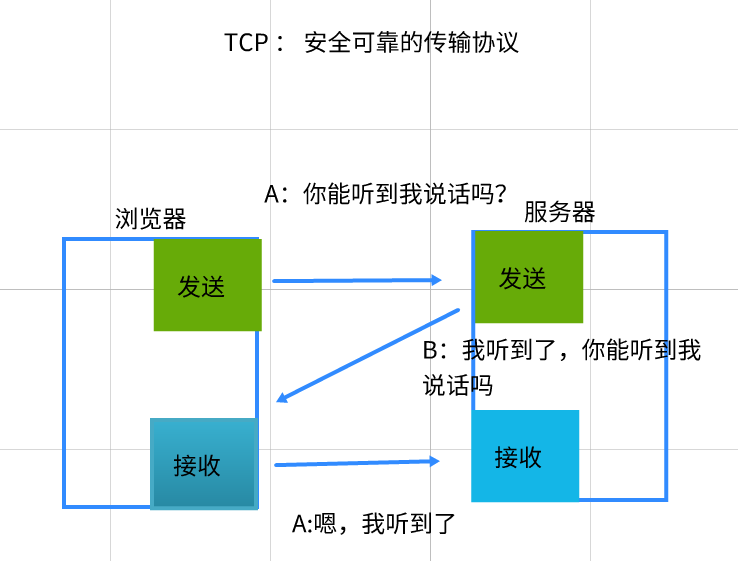 TCP ： 安全可靠的传输协议
A：你能听到我说话吗？
浏览器
服务器
发送
发送
B：我听到了，你能听到我
说话吗
接收
接收
A:嗯，我听到了